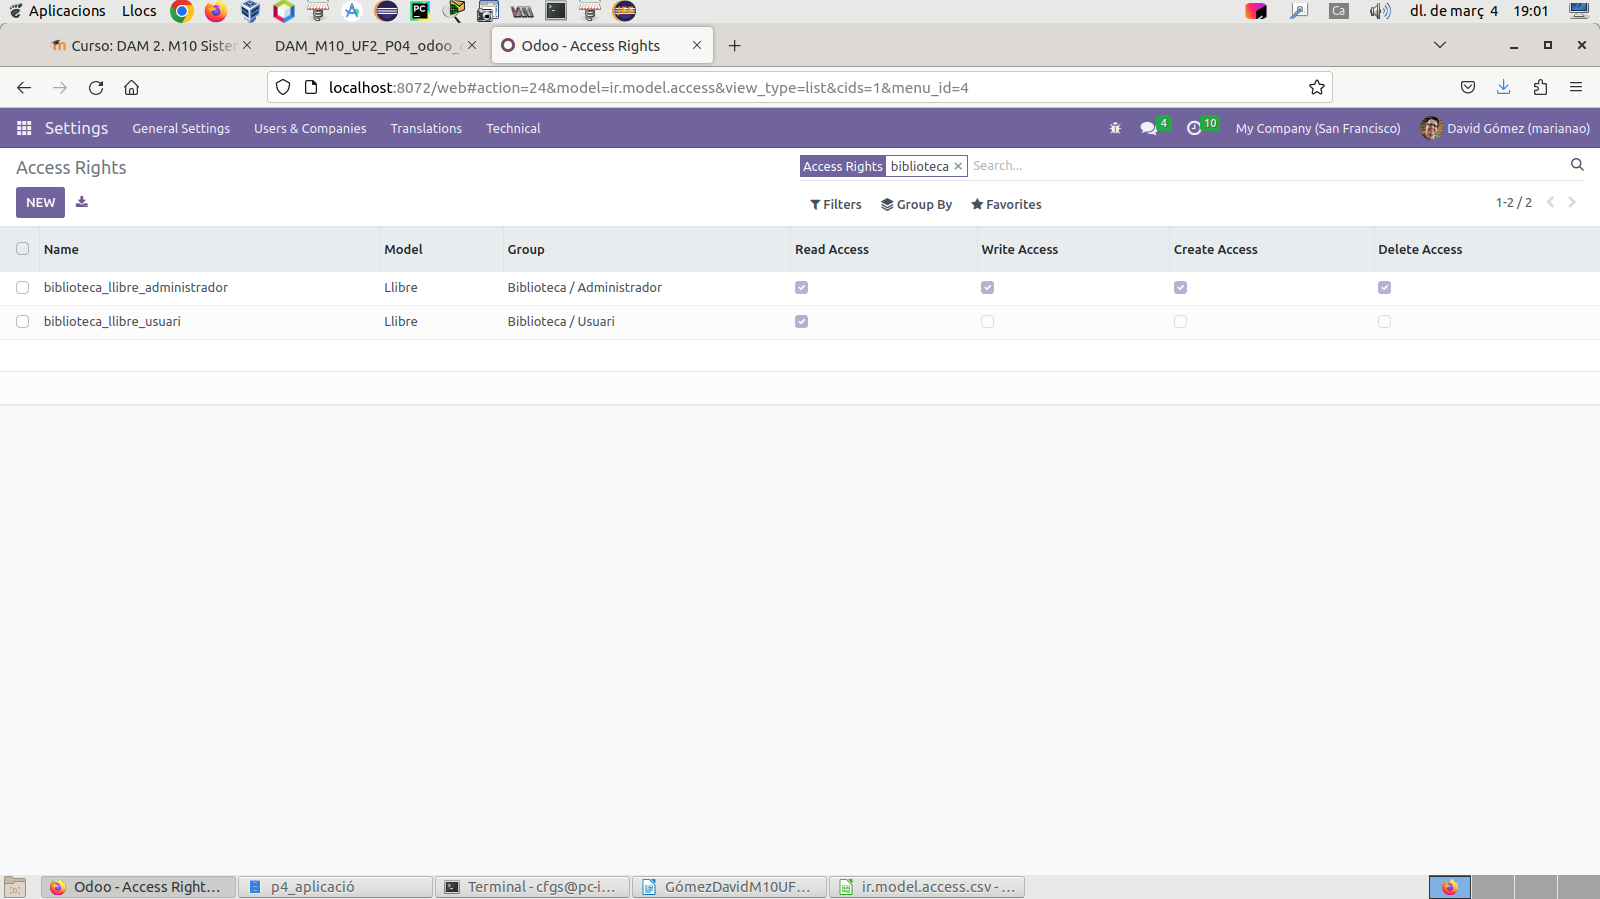 Aplicacions Llocs Ca dl. de març 4 19:01
Curso: DAM 2. M10 Sister DAM_M10_UF2_P04_odoo_ Odoo - Access Rights
localhost:8072/web#action=24&model=ir.model.access&view_type=list&cids=1&menu_id=4
Settings General Settings Users & Companies Translations Technical 4 10 My Company (San Francisco) David Gómez (marianao)
Access Rights Access Rights biblioteca Search...
NEW Filters Group By Favorites 1-2 / 2
Name Model Group Read Access Write Access Create Access Delete Access
biblioteca_llibre_administrador Llibre Biblioteca / Administrador
biblioteca_llibre_usuari Llibre Biblioteca / Usuari
Odoo - Access Right... p4_aplicació Terminal - cfgs@pc-i... GómezDavidM10UF... ir.model.access.csv - ...